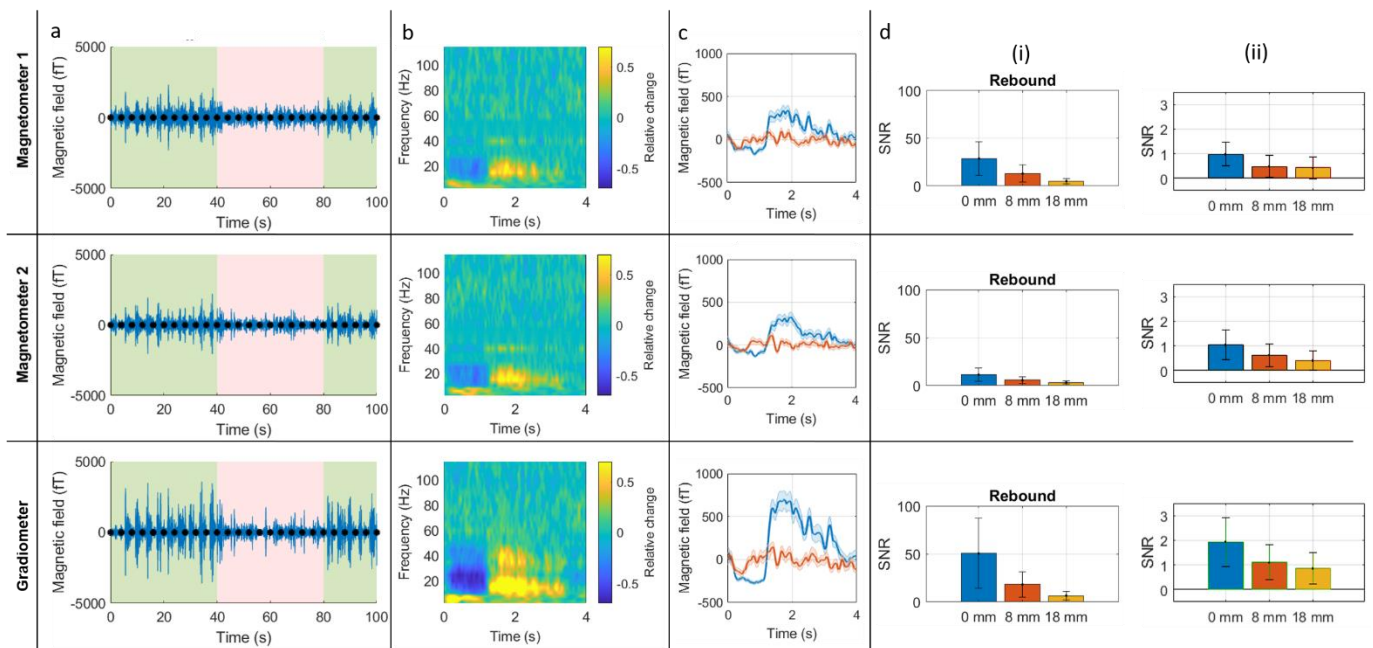 a
b
c
d
(i)
(ii)
Magnetometer 1
Magnetic field (fT)
5000
0
-5000
0 20 40 60 80 100
Time (s)
Frequency (Hz)
100
80
60
40
20
0 2 4
Time (s)
0.5
0
-0.5
Relative change
Magnetic field (fT)
1000
500
0
-500
0 2 4
Time (s)
Rebound
SNR
100
50
0
0 mm 8 mm 18 mm
SNR
3
2
1
0
0 mm 8 mm 18 mm
Magnetometer 2
Magnetic field (fT)
5000
0
-5000
0 20 40 60 80 100
Time (s)
Frequency (Hz)
100
80
60
40
20
0 2 4
Time (s)
0.5
0
-0.5
Relative change
Magnetic field (fT)
1000
500
0
-500
0 2 4
Time (s)
Rebound
SNR
100
50
0
0 mm 8 mm 18 mm
SNR
3
2
1
0
0 mm 8 mm 18 mm
Gradiometer
Magnetic field (fT)
5000
0
-5000
0 20 40 60 80 100
Time (s)
Frequency (Hz)
100
80
60
40
20
0 2 4
Time (s)
0.5
0
-0.5
Relative change
Magnetic field (fT)
1000
500
0
-500
0 2 4
Time (s)
Rebound
SNR
100
50
0
0 mm 8 mm 18 mm
SNR
3
2
1
0
0 mm 8 mm 18 mm